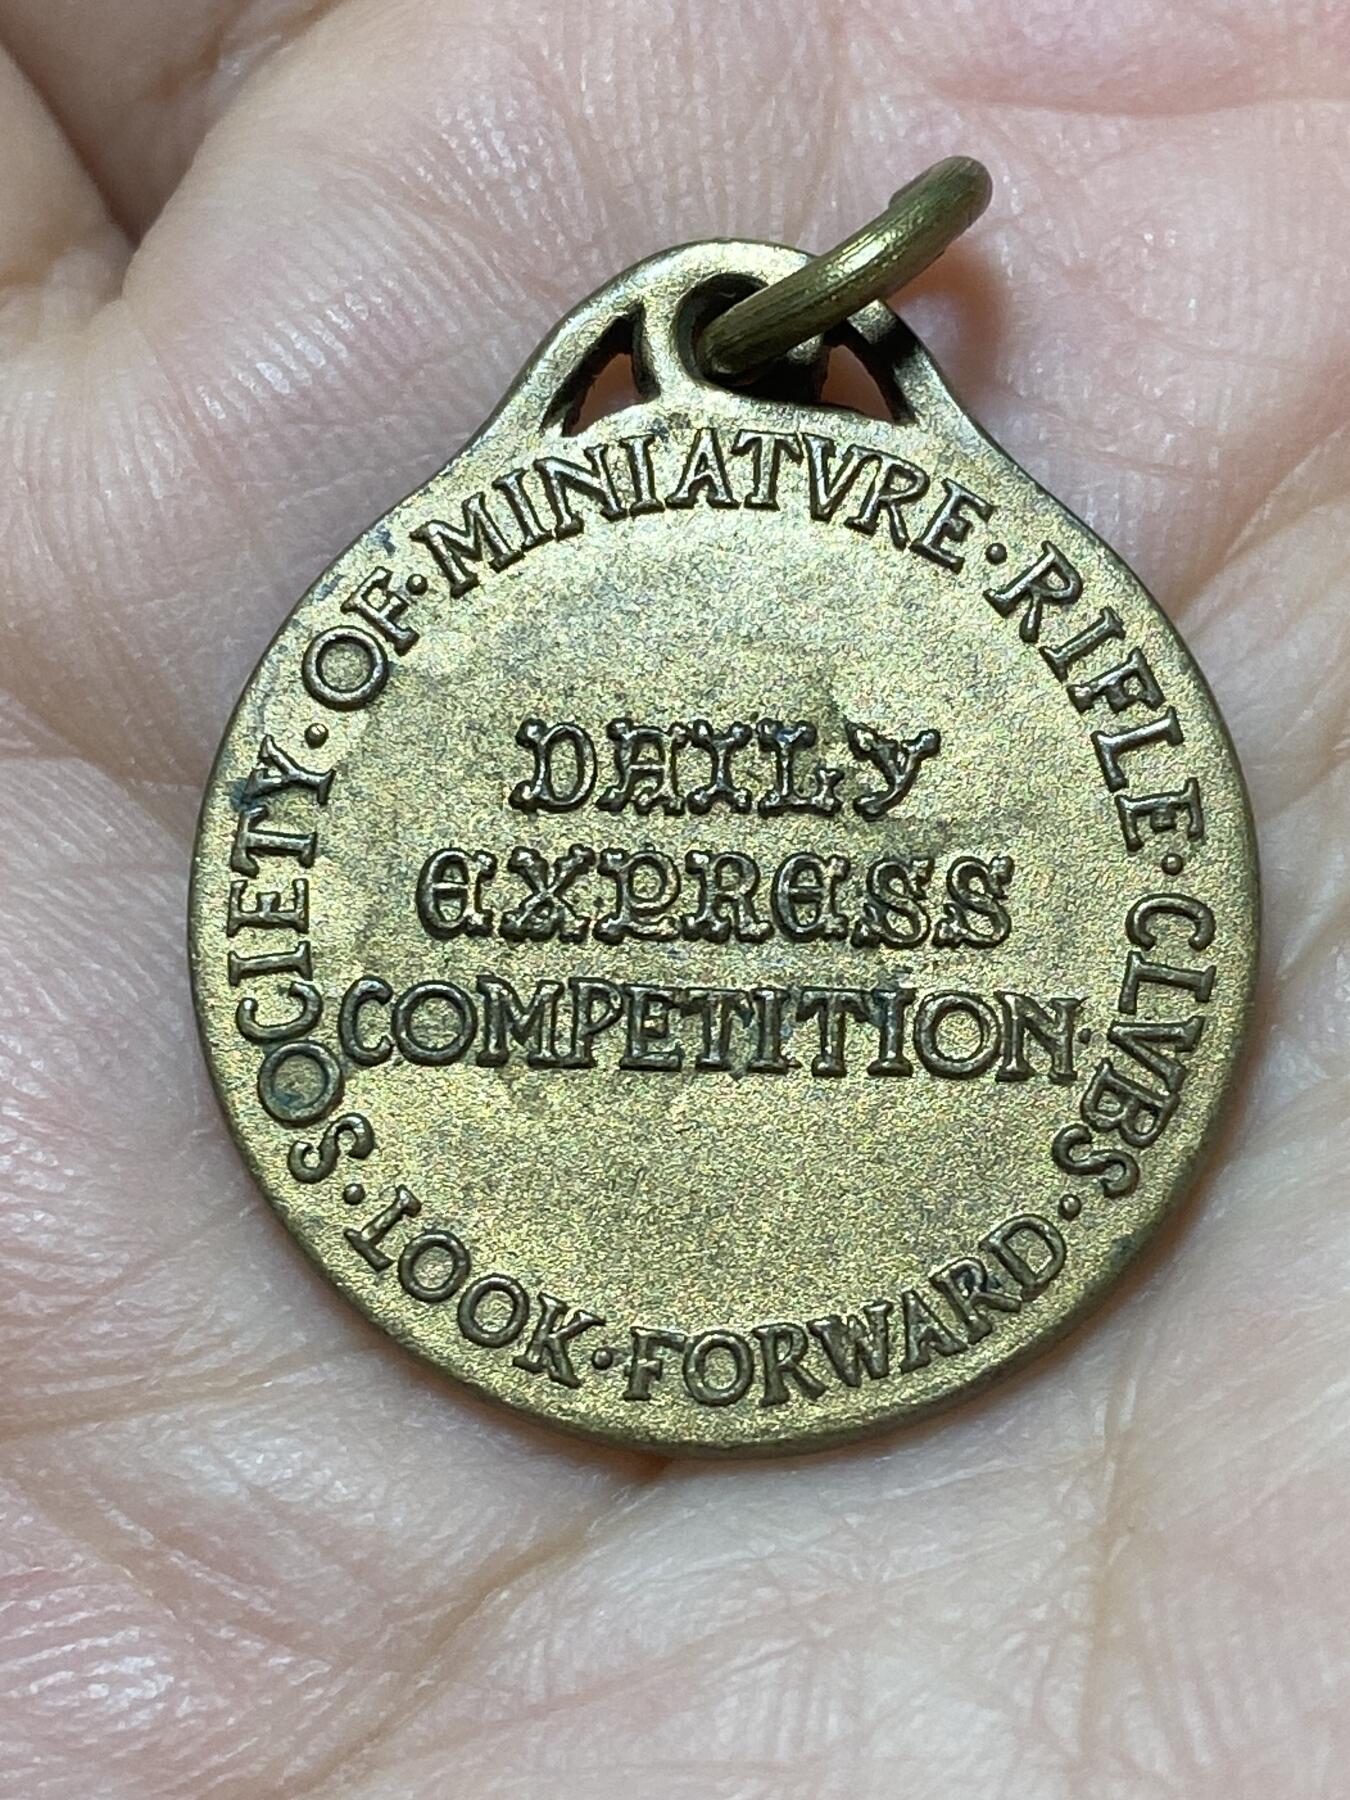 SOCIETY · OF · MINIATVRE · RIFLE · CLVBS ·
DAILY
EXPRESS
COMPETITION ·
LOOK · FORWARD ·